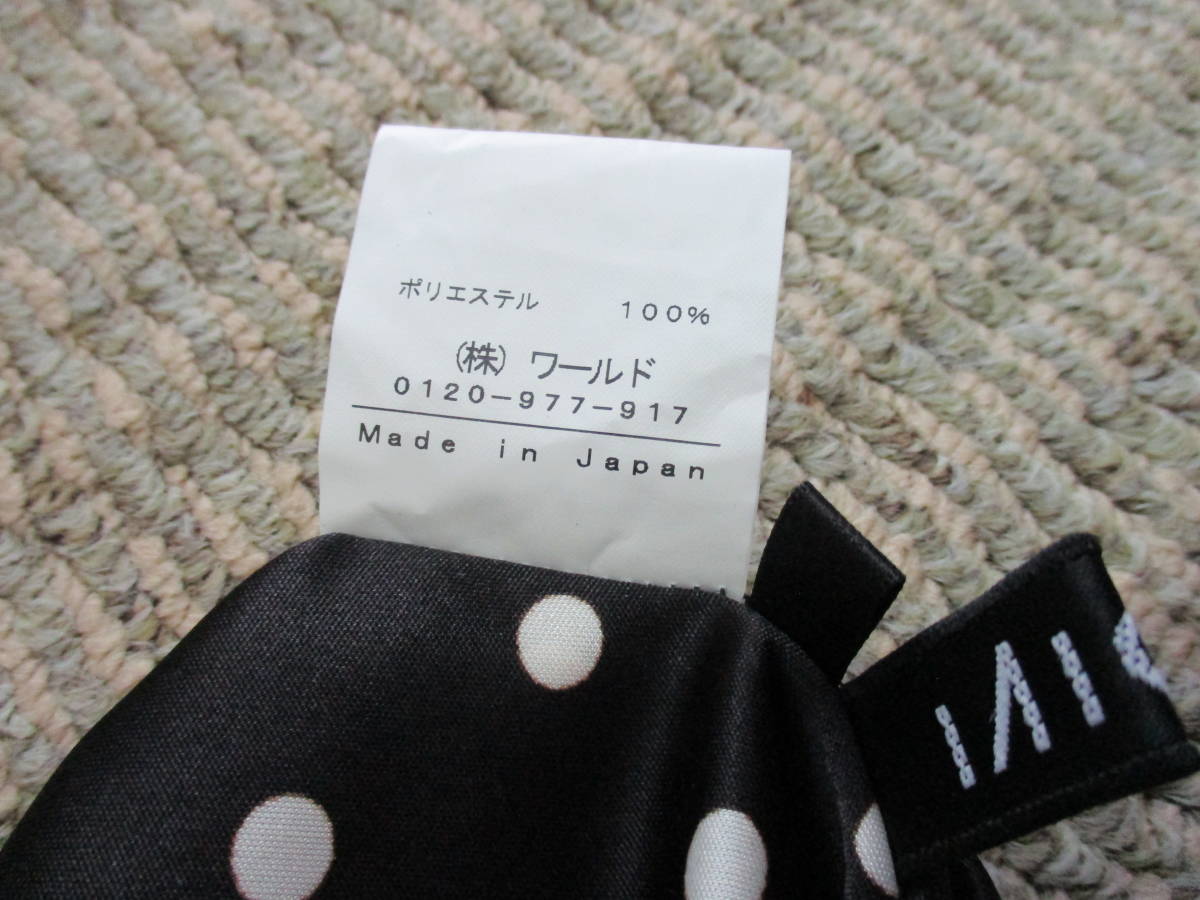 ポリエステル 100%
(株) ワールド
0120-977-917
Made in Japan